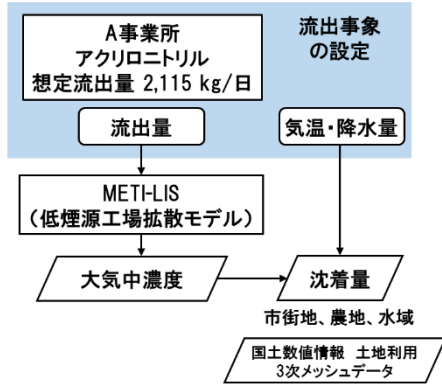 A事業所
アクリロニトリル
想定流出量 2,115 kg/日
流出事象
の設定
流出量
気温・降水量
METI-LIS
（低煙源工場拡散モデル）
大気中濃度
沈着量
市街地、農地、水域
国土数値情報 土地利用
3次メッシュデータ